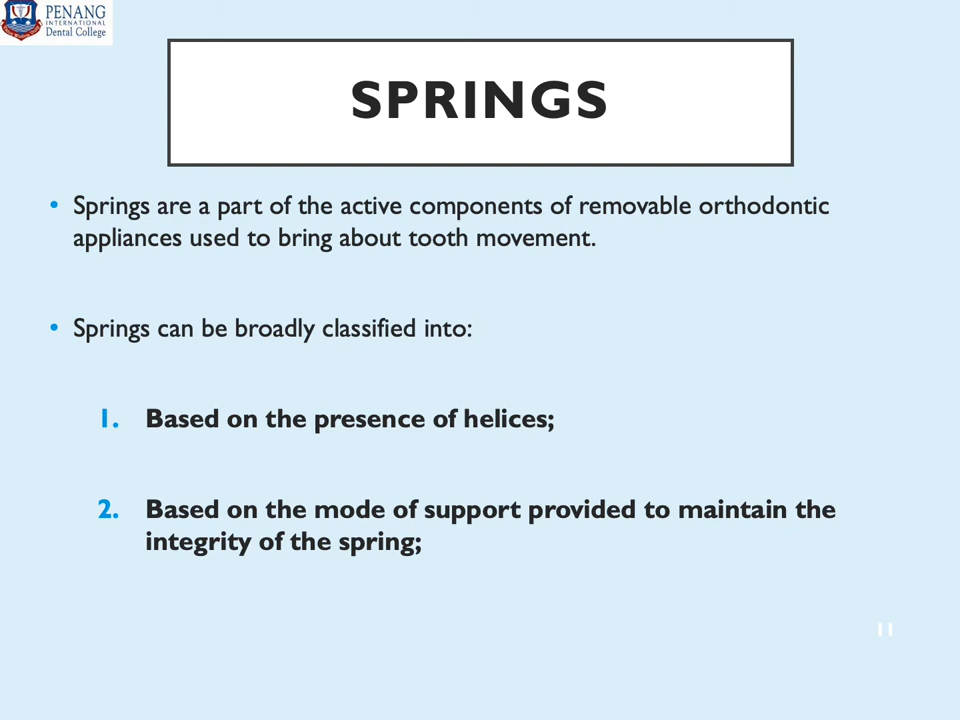 PENANG
INTERNATIONAL
Dental College
SPRINGS
• Springs are a part of the active components of removable orthodontic
appliances used to bring about tooth movement.
• Springs can be broadly classified into:
1. Based on the presence of helices;
2. Based on the mode of support provided to maintain the
integrity of the spring;
11